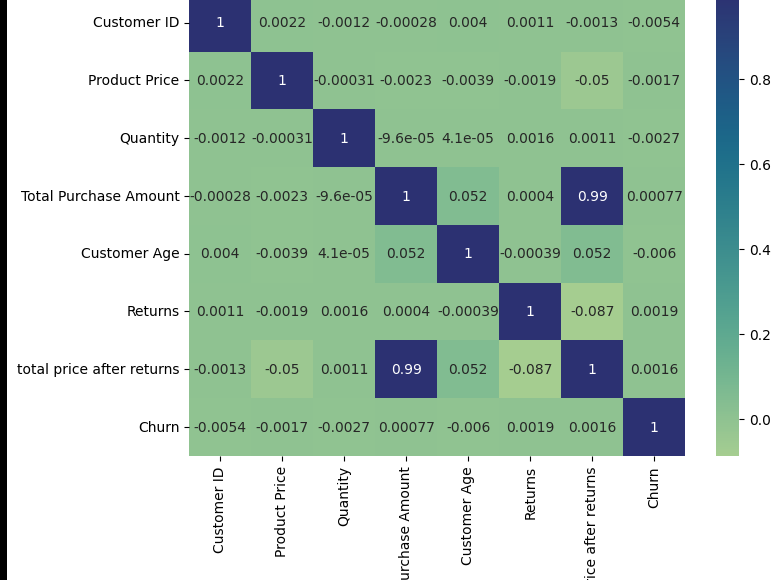 Customer ID 1 0.0022 -0.0012 -0.00028 0.004 0.0011 -0.0013 -0.0054
Product Price 0.0022 1 -0.00031 -0.0023 -0.0039 -0.0019 -0.05 -0.0017
Quantity -0.0012 -0.00031 1 -9.6e-05 4.1e-05 0.0016 0.0011 -0.0027
Total Purchase Amount -0.00028 -0.0023 -9.6e-05 1 0.052 0.0004 0.99 0.00077
Customer Age 0.004 -0.0039 4.1e-05 0.052 1 -0.00039 0.052 -0.006
Returns 0.0011 -0.0019 0.0016 0.0004 -0.00039 1 -0.087 0.0019
total price after returns -0.0013 -0.05 0.0011 0.99 0.052 -0.087 1 0.0016
Churn -0.0054 -0.0017 -0.0027 0.00077 -0.006 0.0019 0.0016 1
Customer ID
Product Price
Quantity
urchase Amount
Customer Age
Returns
ice after returns
Churn
0.8
0.6
0.4
0.2
0.0